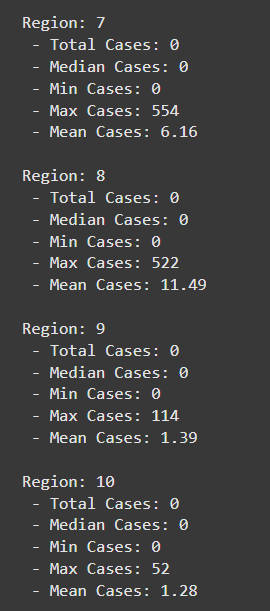 Region: 7
- Total Cases: 0
- Median Cases: 0
- Min Cases: 0
- Max Cases: 554
- Mean Cases: 6.16
Region: 8
- Total Cases: 0
- Median Cases: 0
- Min Cases: 0
- Max Cases: 522
- Mean Cases: 11.49
Region: 9
- Total Cases: 0
- Median Cases: 0
- Min Cases: 0
- Max Cases: 114
- Mean Cases: 1.39
Region: 10
- Total Cases: 0
- Median Cases: 0
- Min Cases: 0
- Max Cases: 52
- Mean Cases: 1.28